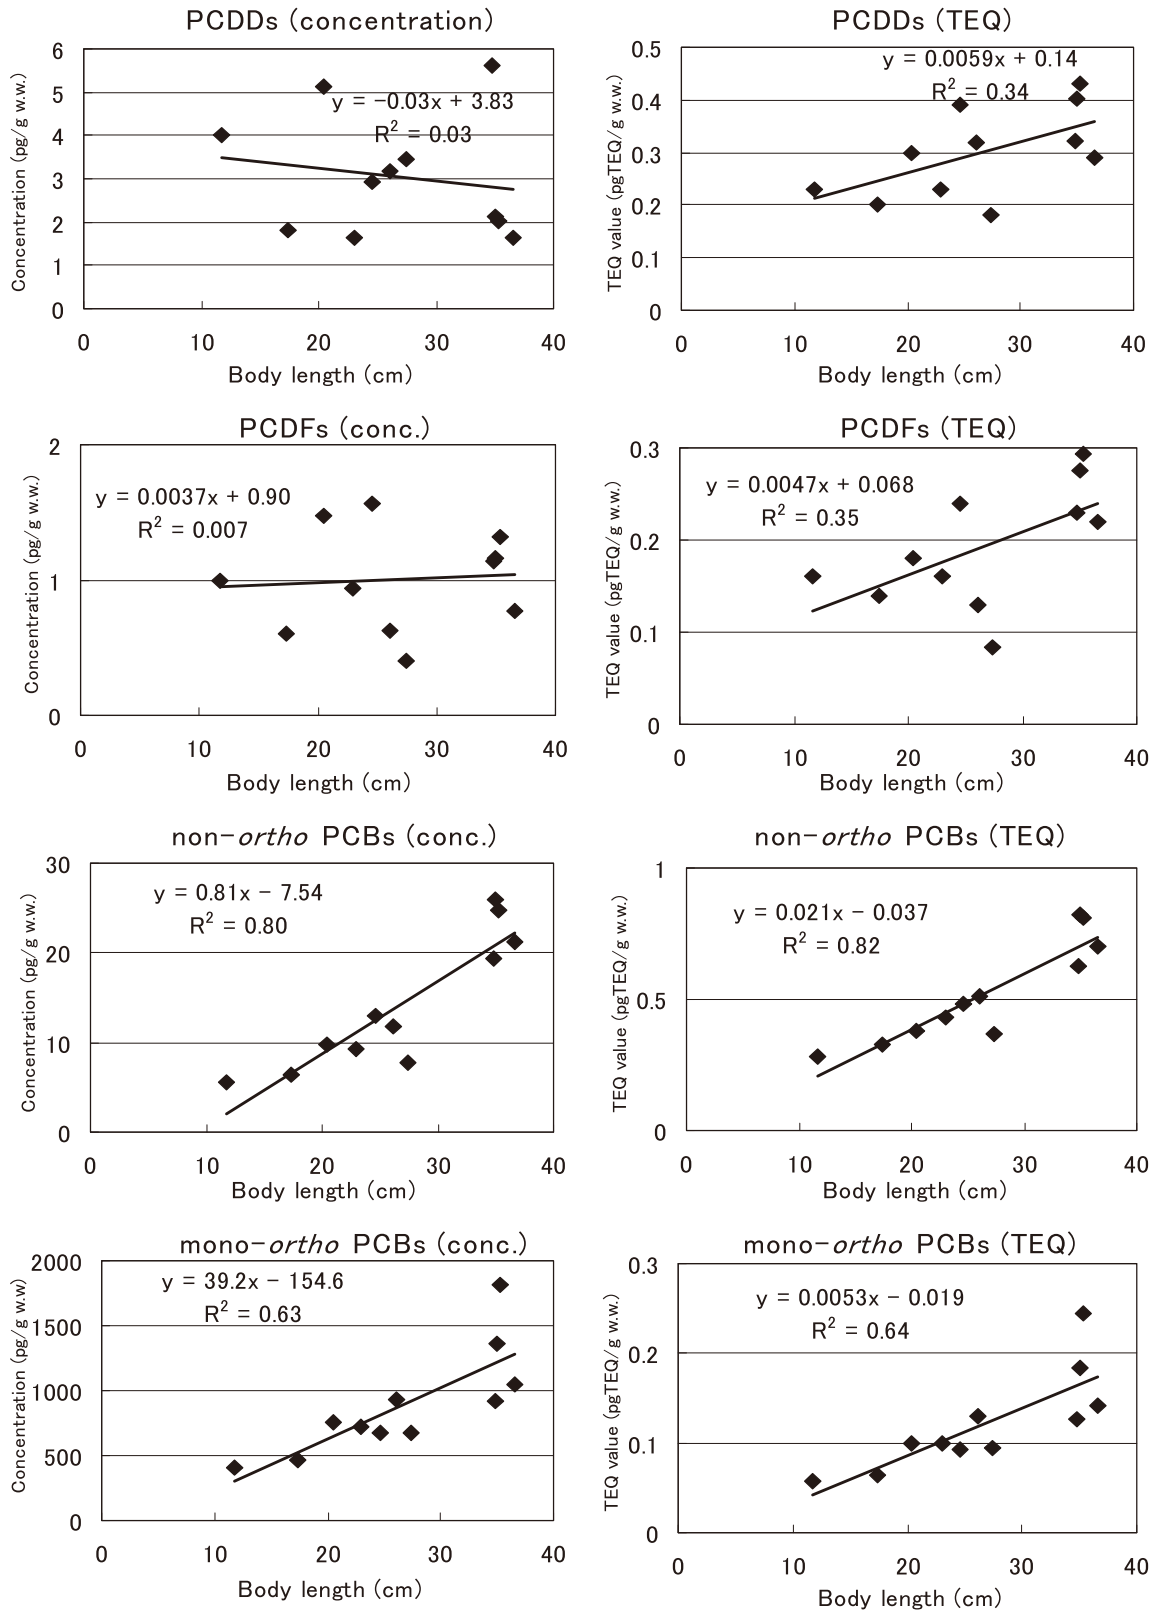 PCDDs (concentration)
Concentration (pg/g w.w.)
6
5
4
3
2
1
0
y = −0.03x + 3.83
R2 = 0.03
0 10 20 30 40
Body length (cm)
PCDDs (TEQ)
TEQ value (pgTEQ/g w.w.)
0.5
0.4
0.3
0.2
0.1
0
y = 0.0059x + 0.14
R2 = 0.34
0 10 20 30 40
Body length (cm)
PCDFs (conc.)
Concentration (pg/g w.w.)
2
1
0
y = 0.0037x + 0.90
R2 = 0.007
0 10 20 30 40
Body length (cm)
PCDFs (TEQ)
TEQ value (pgTEQ/g w.w.)
0.3
0.2
0.1
0
y = 0.0047x + 0.068
R2 = 0.35
0 10 20 30 40
Body length (cm)
non-ortho PCBs (conc.)
Concentration (pg/g w.w.)
30
20
10
0
y = 0.81x − 7.54
R2 = 0.80
0 10 20 30 40
Body length (cm)
non-ortho PCBs (TEQ)
TEQ value (pgTEQ/g w.w.)
1
0.5
0
y = 0.021x − 0.037
R2 = 0.82
0 10 20 30 40
Body length (cm)
mono-ortho PCBs (conc.)
Concentration (pg/g w.w)
2000
1500
1000
500
0
y = 39.2x − 154.6
R2 = 0.63
0 10 20 30 40
Body length (cm)
mono-ortho PCBs (TEQ)
TEQ value (pgTEQ/g w.w.)
0.3
0.2
0.1
0
y = 0.0053x − 0.019
R2 = 0.64
0 10 20 30 40
Body length (cm)